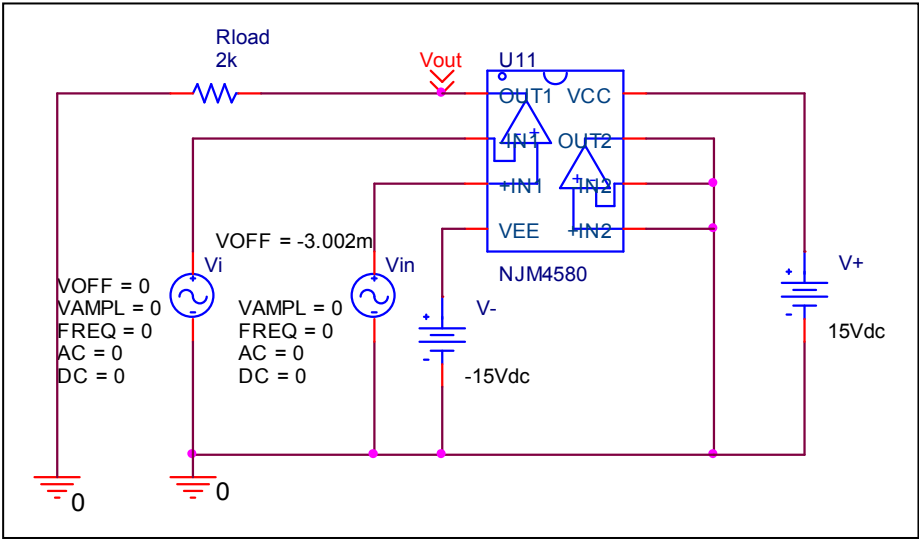 Rload
2k
Vout
U11
OUT1
VCC
-IN1
OUT2
+IN1
-IN2
VEE
+IN2
NJM4580
VOFF = -3.002m
Vi
VOFF = 0
VAMPL = 0
FREQ = 0
AC = 0
DC = 0
Vin
VAMPL = 0
FREQ = 0
AC = 0
DC = 0
V-
-15Vdc
V+
15Vdc
0
0
+
-
+
-
+
-
+
-
+
+